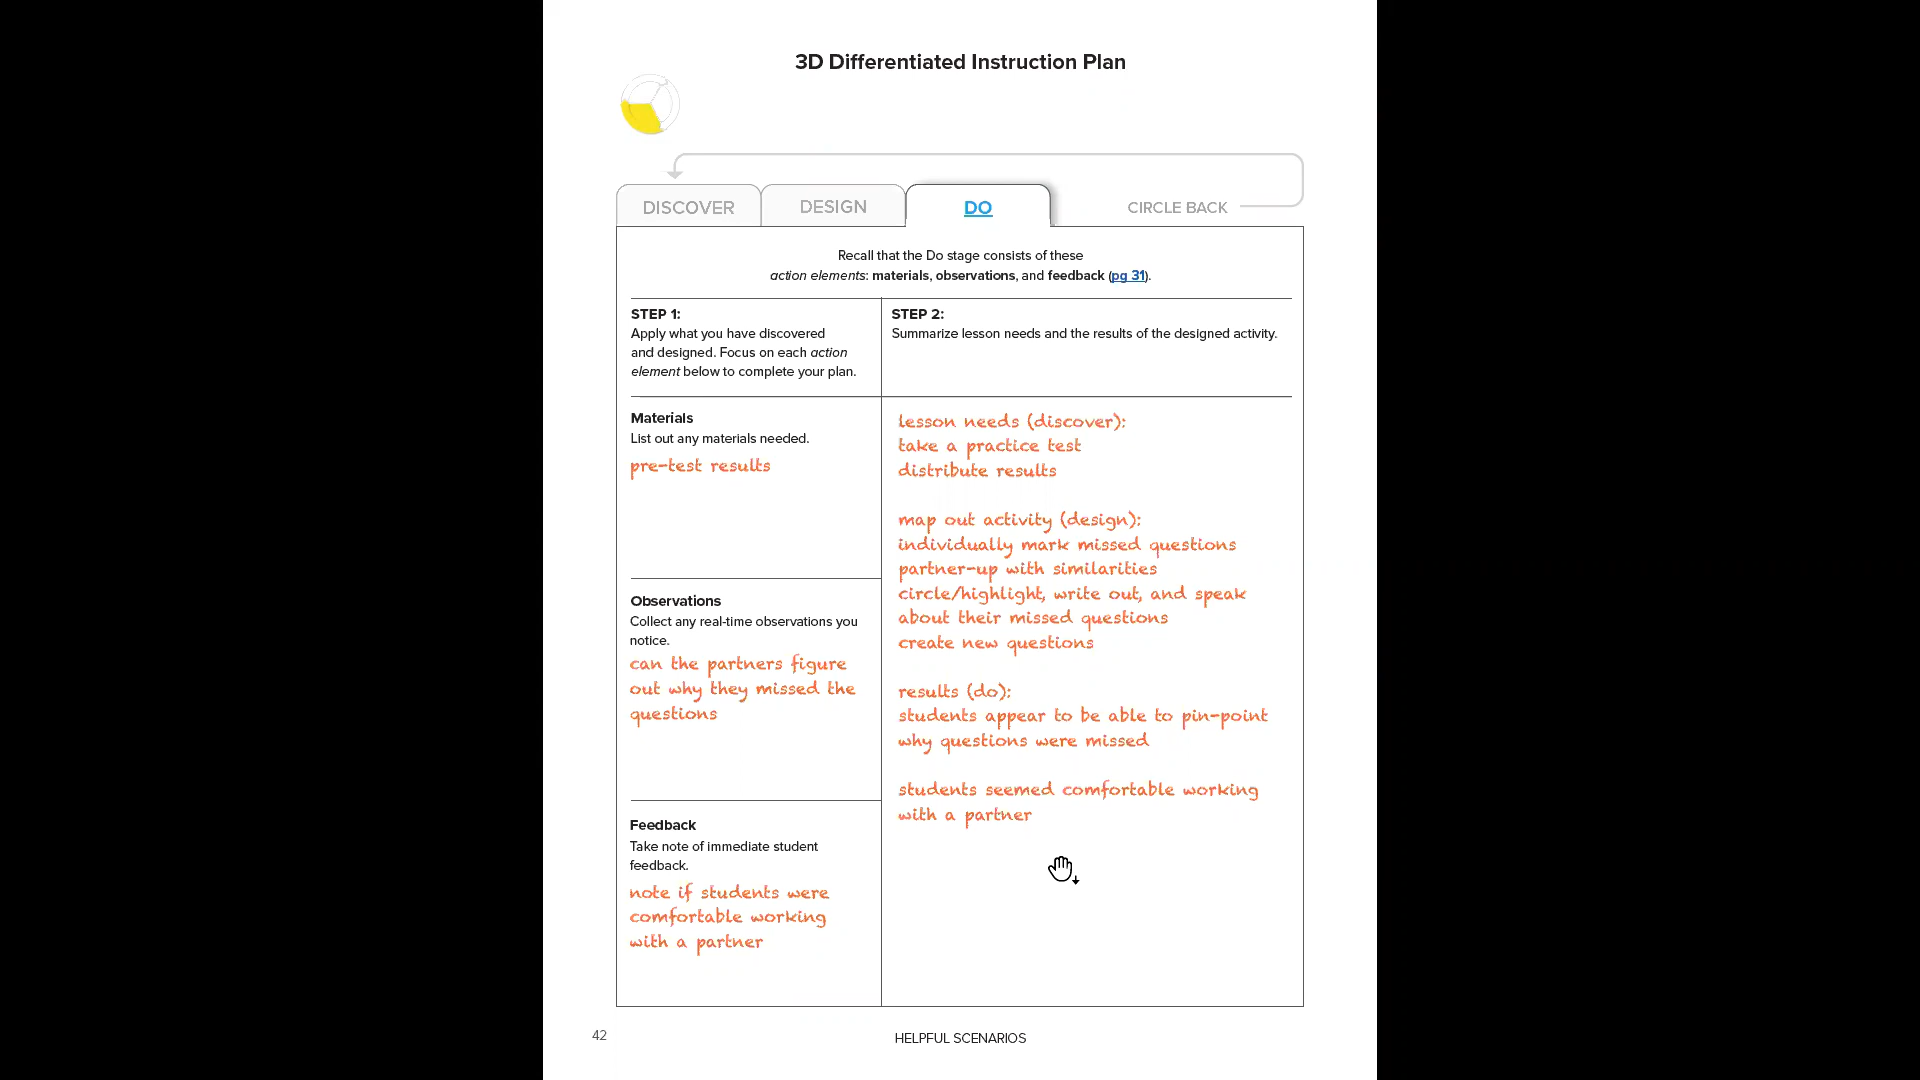 3D Differentiated Instruction Plan
DISCOVER
DESIGN
DO
CIRCLE BACK
Recall that the Do stage consists of these
action elements: materials, observations, and feedback (pg 31).
STEP 1:
Apply what you have discovered
and designed. Focus on each action
element below to complete your plan.
STEP 2:
Summarize lesson needs and the results of the designed activity.
Materials
List out any materials needed.
pre-test results
Observations
Collect any real-time observations you
notice.
can the partners figure
out why they missed the
questions
Feedback
Take note of immediate student
feedback.
note if students were
comfortable working
with a partner
lesson needs (discover):
take a practice test
distribute results
map out activity (design):
individually mark missed questions
partner-up with similarities
circle/highlight, write out, and speak
about their missed questions
create new questions
results (do):
students appear to be able to pin-point
why questions were missed
students seemed comfortable working
with a partner
42
HELPFUL SCENARIOS